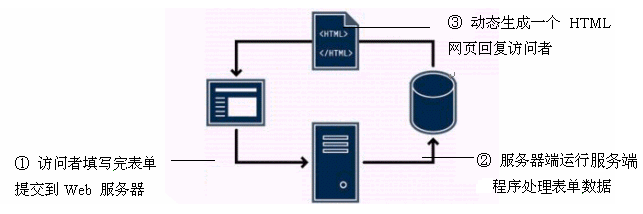 ③ 动态生成一个 HTML
网页回复访问者
<HTML>
</HTML>
① 访问者填写完表单
提交到 Web 服务器
② 服务器端运行服务端
程序处理表单数据